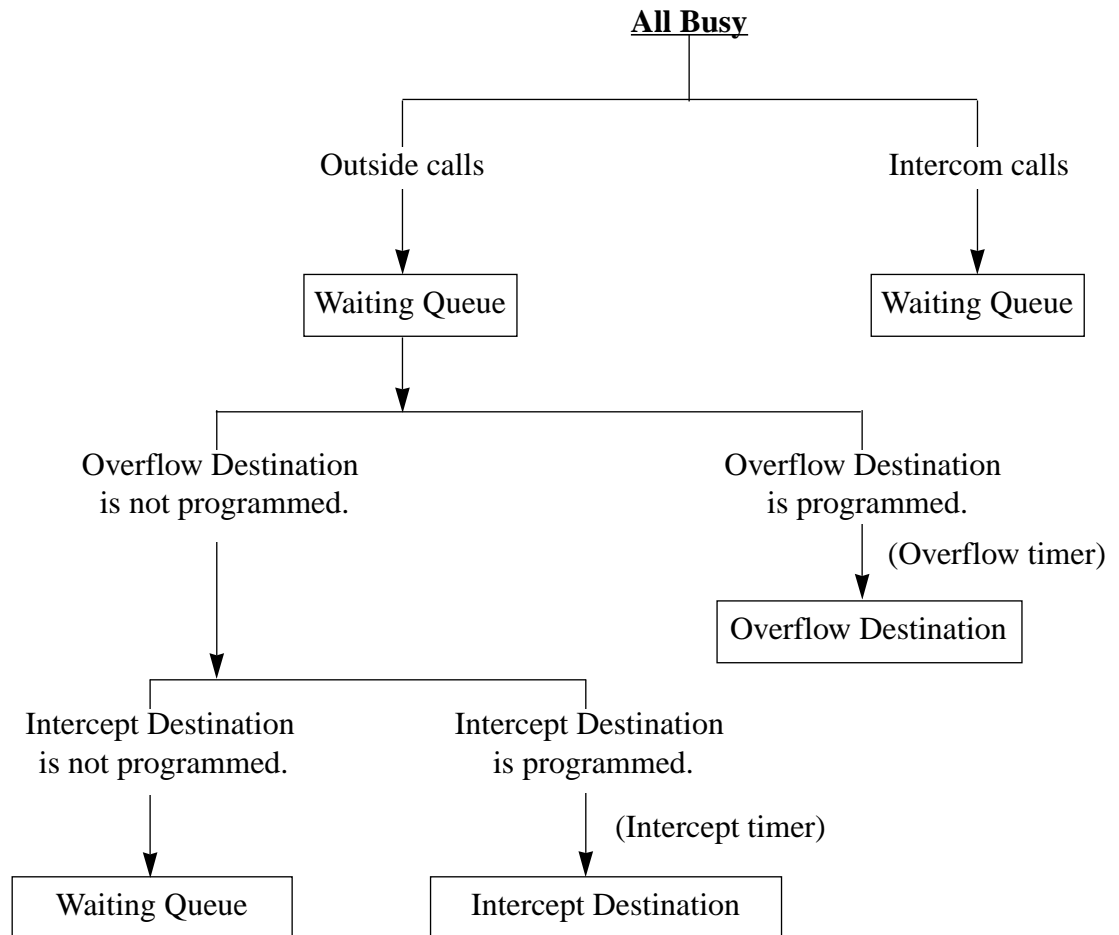 All Busy
Outside calls
Intercom calls
Waiting Queue
Waiting Queue
Overflow Destination
is not programmed.
Overflow Destination
is programmed.
(Overflow timer)
Overflow Destination
Intercept Destination
is not programmed.
Intercept Destination
is programmed.
(Intercept timer)
Waiting Queue
Intercept Destination